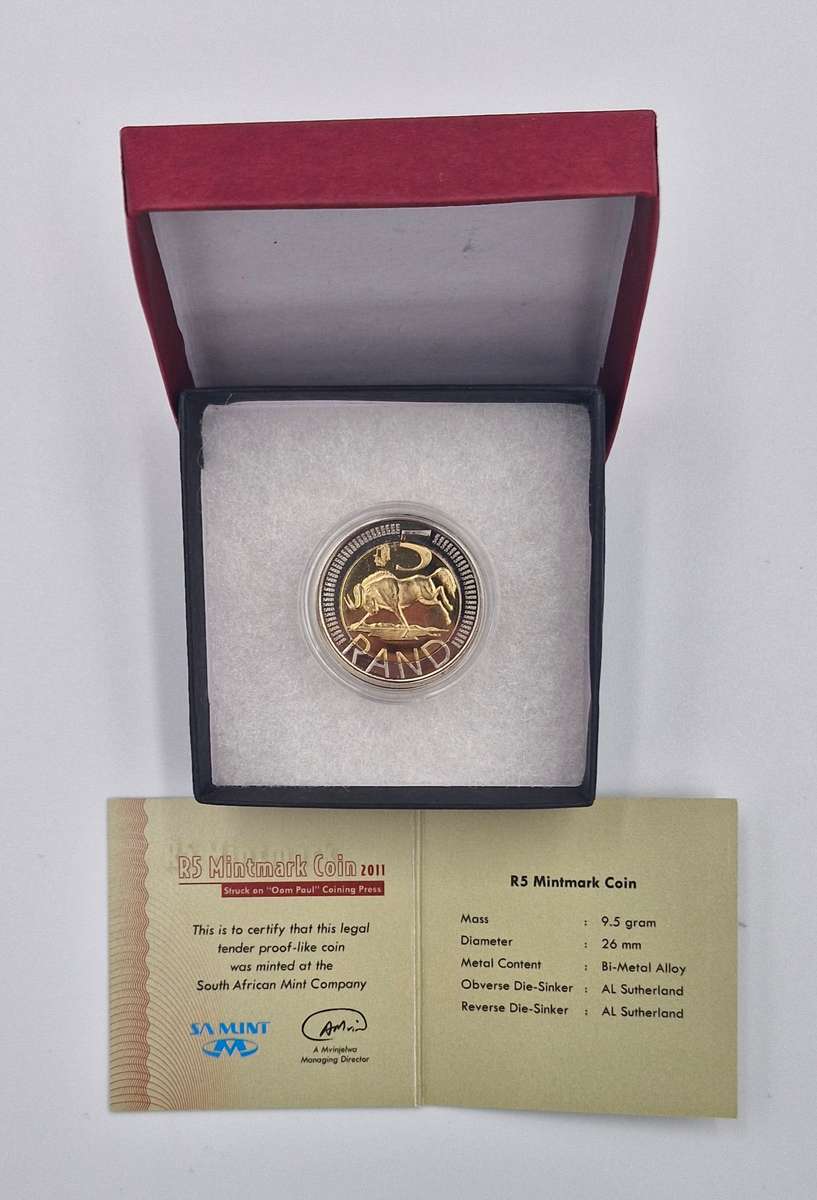 5
RAND
R5 Mintmark Coin 2011
Struck on "Oom Paul" Coining Press
This is to certify that this legal
tender proof-like coin
was minted at the
South African Mint Company
SA MINT
A Mvinjelwa
Managing Director
R5 Mintmark Coin
Mass : 9.5 gram
Diameter : 26 mm
Metal Content : Bi-Metal Alloy
Obverse Die-Sinker : AL Sutherland
Reverse Die-Sinker : AL Sutherland